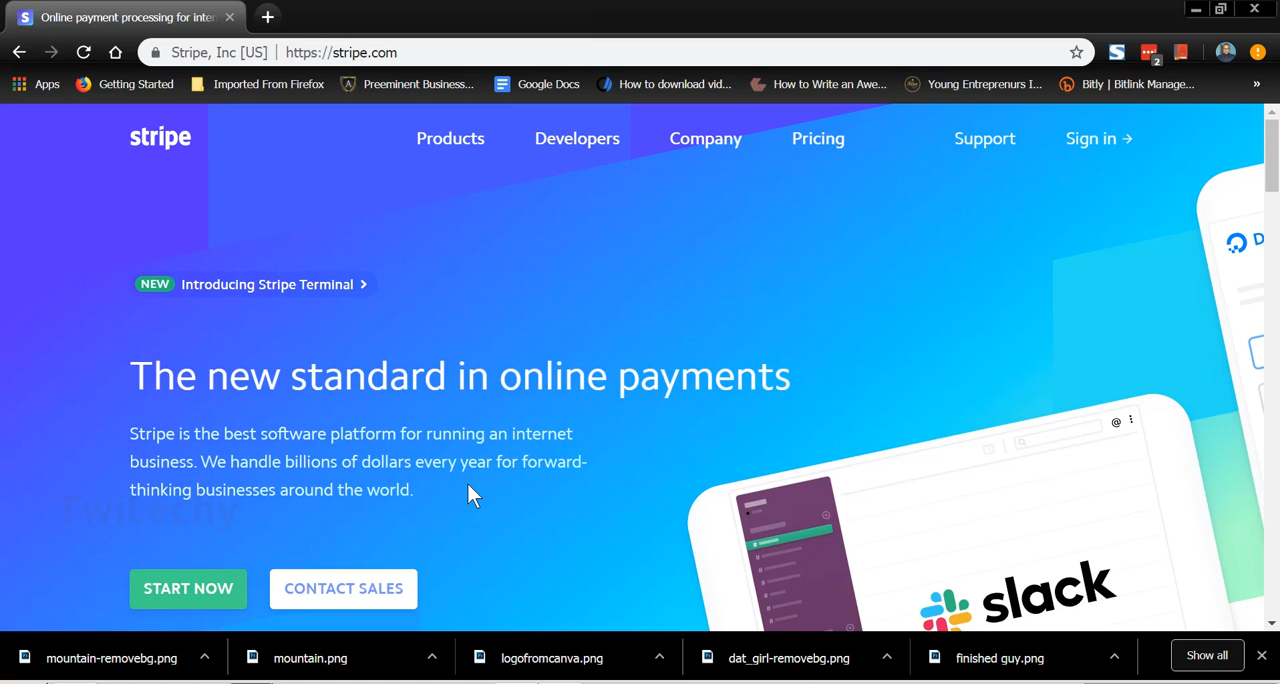 Online payment processing for inter
Stripe, Inc [US] | https://stripe.com
2
Apps
Getting Started
Imported From Firefox
Preeminent Business...
Google Docs
How to download vid...
How to Write an Awe...
Young Entreprenurs I...
Bitly | Bitlink Manage...
»
stripe
Products
Developers
Company
Pricing
Support
Sign in →
NEW Introducing Stripe Terminal >
D
The new standard in online payments
Stripe is the best software platform for running an internet
business. We handle billions of dollars every year for forward-
thinking businesses around the world.
@
slack
START NOW
CONTACT SALES
mountain-removebg.png
mountain.png
logofromcanva.png
dat_girl-removebg.png
finished guy.png
Show all